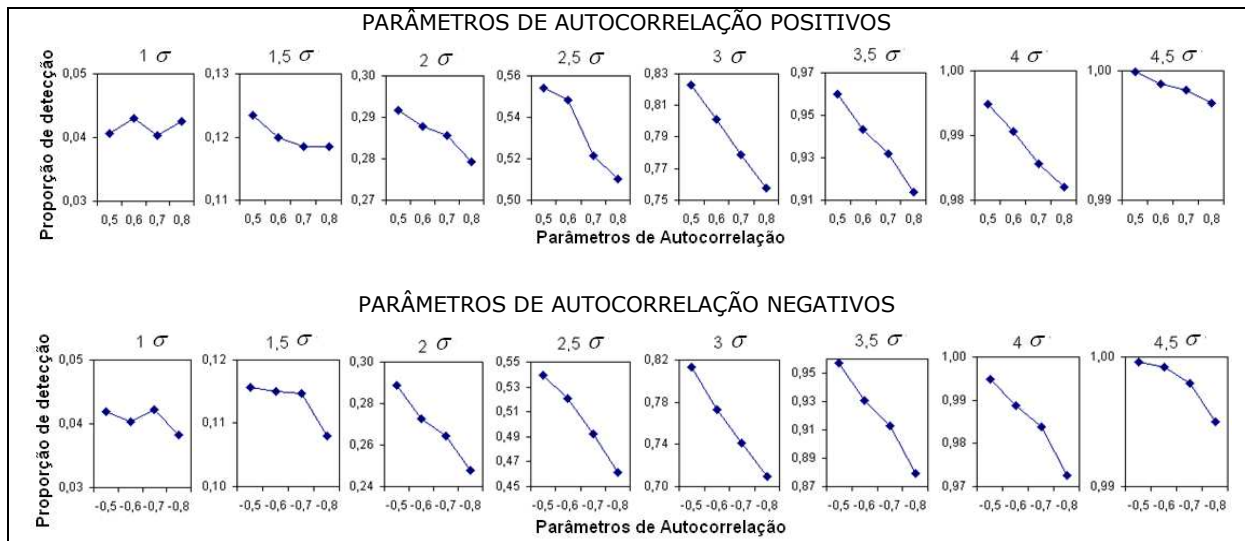 PARÂMETROS DE AUTOCORRELAÇÃO POSITIVOS
1 σ 1,5 σ 2 σ 2,5 σ 3 σ 3,5 σ 4 σ 4,5 σ
Proporção de detecção
0,05 0,13 0,30 0,56 0,83 0,97 1,00 1,00
0,29 0,81 0,95
0,54 0,79
0,04 0,12 0,99
0,28 0,52 0,77 0,93
0,03 0,11 0,27 0,50 0,75 0,91 0,98 0,99
0,5 0,6 0,7 0,8 0,5 0,6 0,7 0,8 0,5 0,6 0,7 0,8 0,5 0,6 0,7 0,8 0,5 0,6 0,7 0,8 0,5 0,6 0,7 0,8 0,5 0,6 0,7 0,8 0,5 0,6 0,7 0,8
Parâmetros de Autocorrelação
PARÂMETROS DE AUTOCORRELAÇÃO NEGATIVOS
1 σ 1,5 σ 2 σ 2,5 σ 3 σ 3,5 σ 4 σ 4,5 σ
Proporção de detecção
0,05 0,12 0,30 0,55 0,82 0,95 1,00 1,00
0,28 0,53 0,78 0,93 0,99
0,04 0,11 0,51 0,91
0,26 0,49 0,74 0,89 0,98
0,47
0,03 0,10 0,24 0,45 0,70 0,87 0,97 0,99
-0,5 -0,6 -0,7 -0,8 -0,5 -0,6 -0,7 -0,8 -0,5 -0,6 -0,7 -0,8 -0,5 -0,6 -0,7 -0,8 -0,5 -0,6 -0,7 -0,8 -0,5 -0,6 -0,7 -0,8 -0,5 -0,6 -0,7 -0,8 -0,5 -0,6 -0,7 -0,8
Parâmetros de Autocorrelação